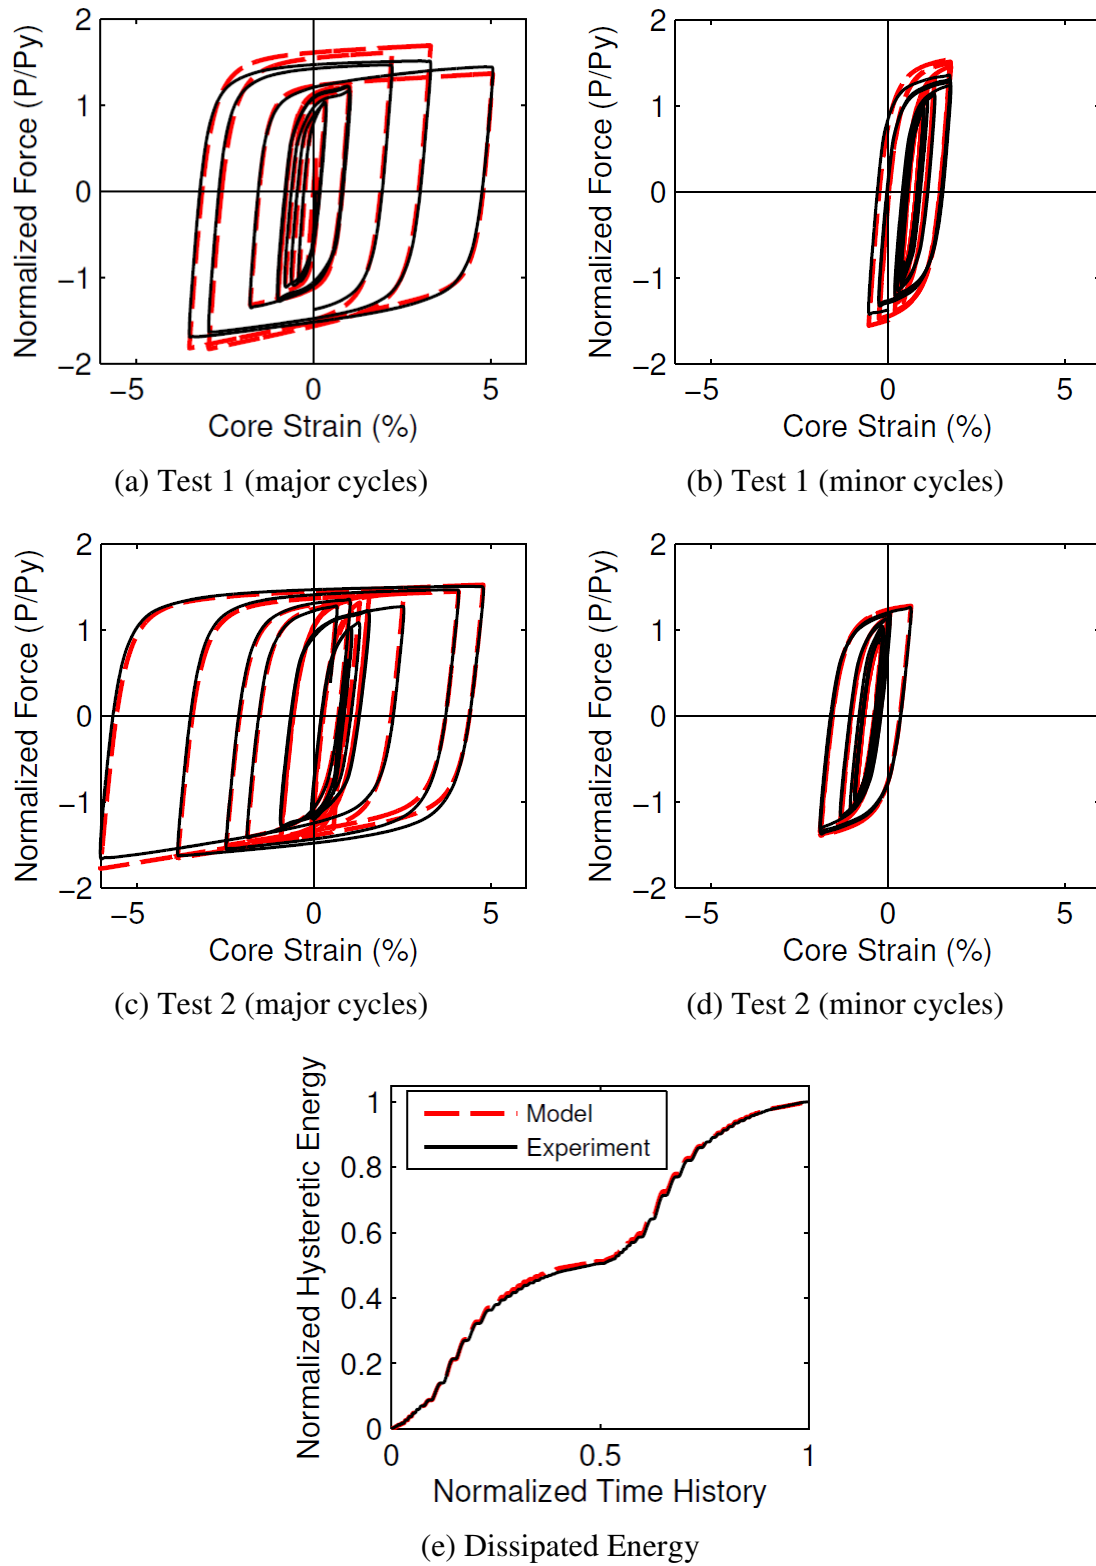 2
1
0
−1
−2
Normalized Force (P/Py)
−5 0 5
Core Strain (%)
(a) Test 1 (major cycles)
2
1
0
−1
−2
Normalized Force (P/Py)
−5 0 5
Core Strain (%)
(b) Test 1 (minor cycles)
2
1
0
−1
−2
Normalized Force (P/Py)
−5 0 5
Core Strain (%)
(c) Test 2 (major cycles)
2
1
0
−1
−2
Normalized Force (P/Py)
−5 0 5
Core Strain (%)
(d) Test 2 (minor cycles)
1
0.8
0.6
0.4
0.2
0
Normalized Hysteretic Energy
Model
Experiment
0 0.5 1
Normalized Time History
(e) Dissipated Energy